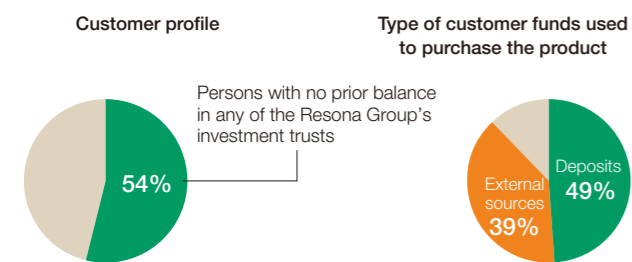 Customer profile
Type of customer funds used
to purchase the product
Persons with no prior balance
in any of the Resona Group’s
investment trusts
54%
Deposits
49%
External
sources
39%